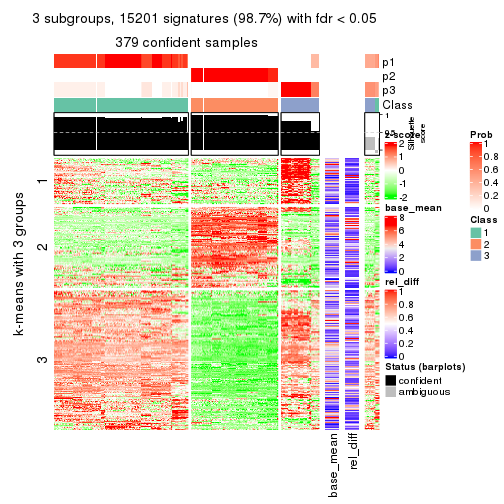 3 subgroups, 15201 signatures (98.7%) with fdr < 0.05
379 confident samples
p1
p2
p3
Class
1
0.5
Silhouette
score
k-means with 3 groups
1
2
3
base_mean
rel_diff
z-score
2
1
0
-1
-2
base_mean
8
6
4
2
0
rel_diff
1
0.8
0.6
0.4
0.2
0
Status (barplots)
confident
ambiguous
Prob
1
0.8
0.6
0.4
0.2
0
Class
1
2
3